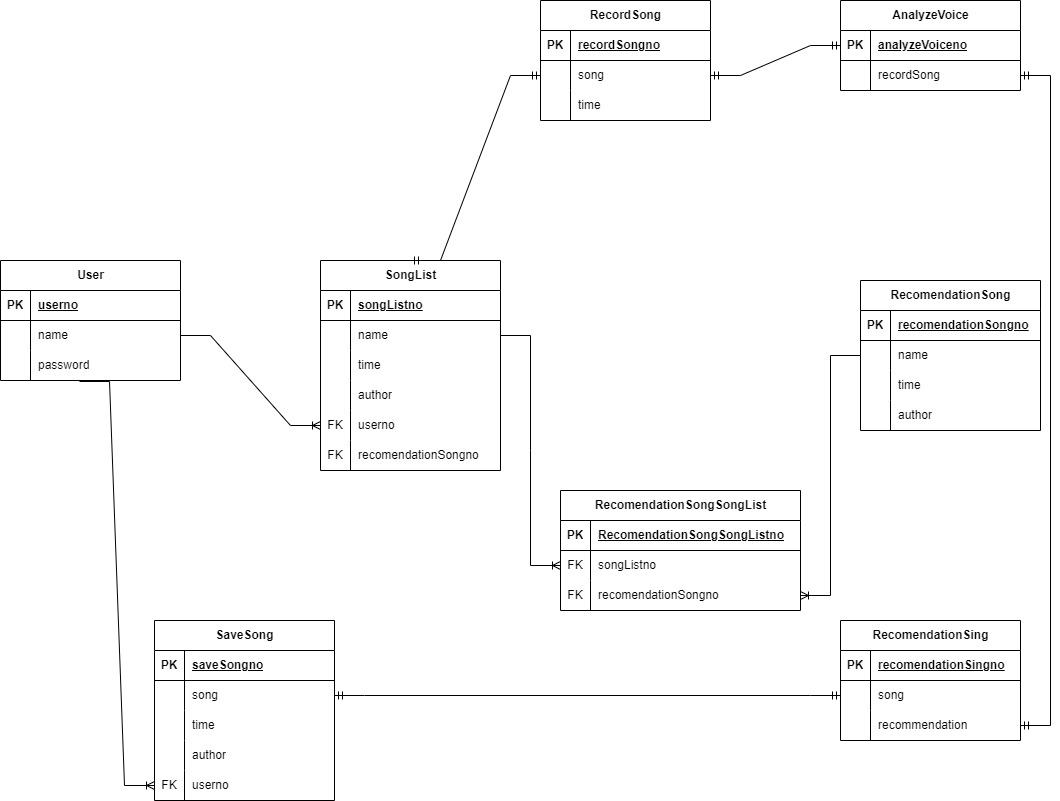 RecordSong
PK recordSongno
song
time
AnalyzeVoice
PK analyzeVoiceno
recordSong
User
PK userno
name
password
SongList
PK songListno
name
time
author
FK userno
FK recomendationSongno
RecomendationSong
PK recomendationSongno
name
time
author
RecomendationSongSongList
PK RecomendationSongSongListno
FK songListno
FK recomendationSongno
SaveSong
PK saveSongno
song
time
author
FK userno
RecomendationSing
PK recomendationSingno
song
recommendation